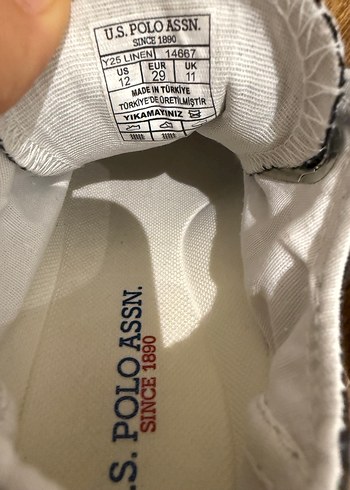 U.S. POLO ASSN.
SINCE 1890
Y25 LINEN 14667
US EUR UK
12 29 11
MADE IN TÜRKİYE
TÜRKİYE'DE ÜRETİLMİŞTİR
YIKAMAYINIZ
.S. POLO ASSN.
SINCE 1890